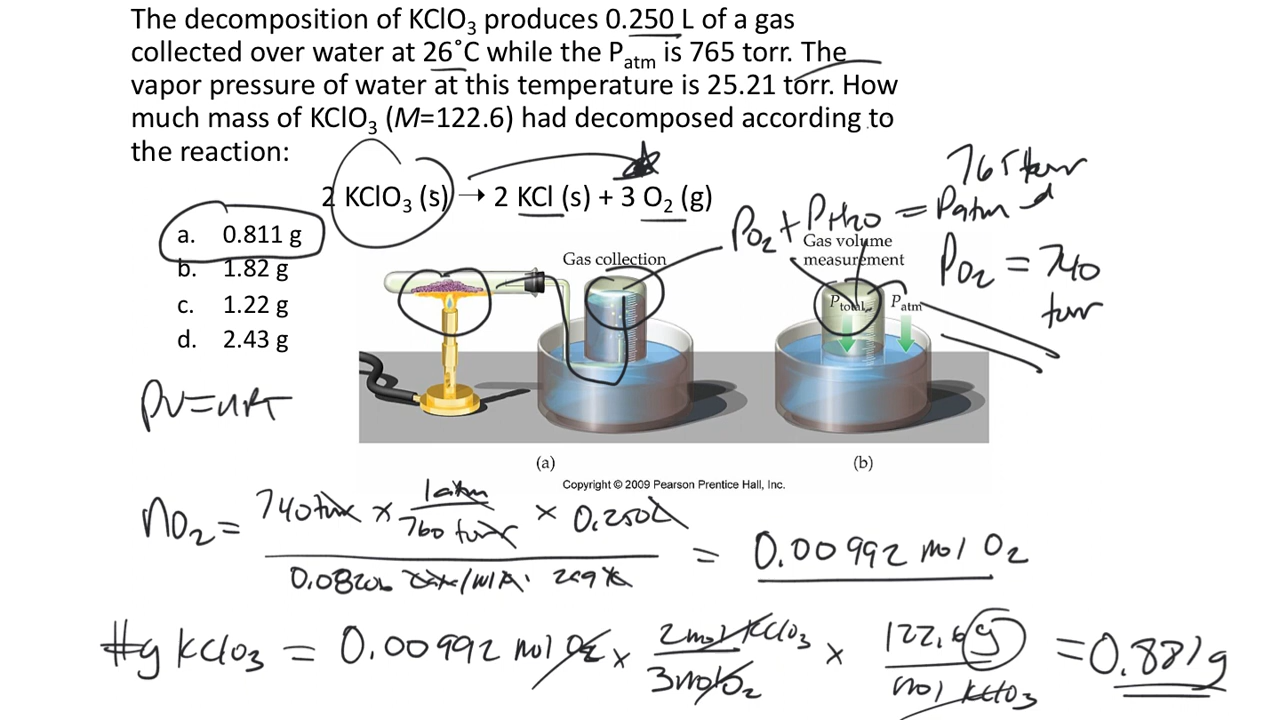 The decomposition of KClO₃ produces 0.250 L of a gas
collected over water at 26˚C while the Pₐₜₘ is 765 torr. The
vapor pressure of water at this temperature is 25.21 torr. How
much mass of KClO₃ (M=122.6) had decomposed according to
the reaction:
2 KClO₃ (s) → 2 KCl (s) + 3 O₂ (g)
765 torr
PO₂ + PH₂O = Patm
PO₂ = 740
torr
a. 0.811 g
b. 1.82 g
c. 1.22 g
d. 2.43 g
Gas collection
Gas volume
measurement
Pₜₒₜₐₗ Pₐₜₘ
PV=nRT
(a) (b)
Copyright © 2009 Pearson Prentice Hall, Inc.
nO₂ = 740 torr × 1 atm / 760 torr × 0.250 L = 0.00992 mol O₂
#g KClO₃ = 0.00992 mol O₂ × 2 mol KClO₃ / 3 mol O₂ × 122.6 g / mol KClO₃ = 0.881 g